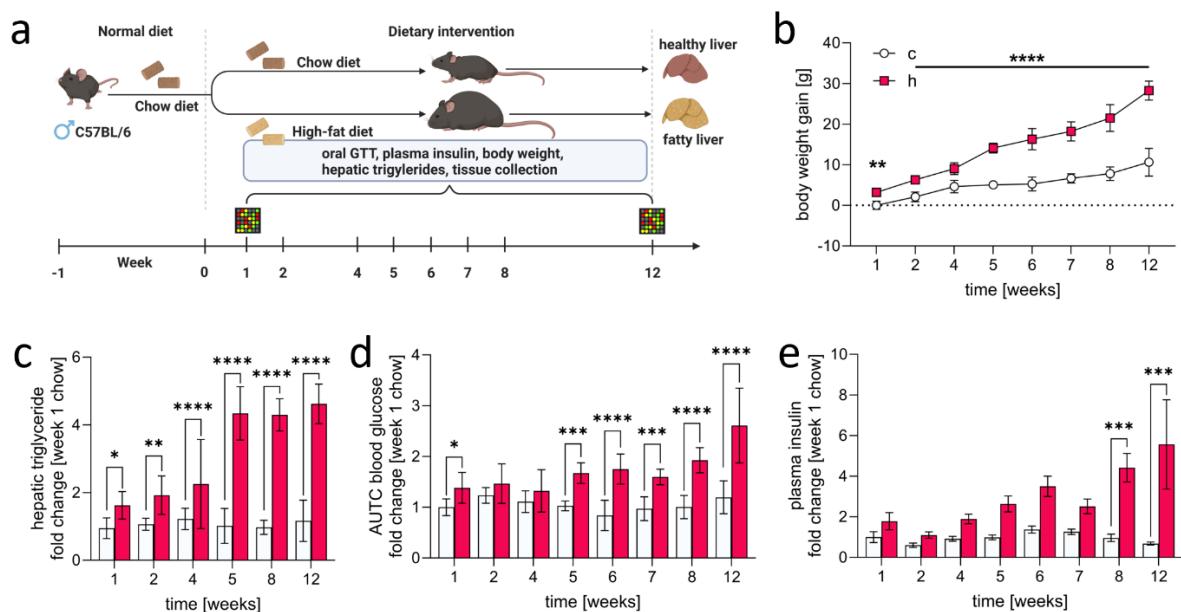 a
Normal diet
Dietary intervention
Chow diet
healthy liver
Chow diet
♂C57BL/6
High-fat diet
fatty liver
oral GTT, plasma insulin, body weight,
hepatic trigylerides, tissue collection
Week
-1 0 1 2 4 5 6 7 8 12
b
c
h
****
**
body weight gain [g]
40
30
20
10
0
-10
1 2 4 5 6 7 8 12
time [weeks]
c
hepatic triglyceride
fold change [week 1 chow]
6
4
2
0
* ** **** **** **** ****
1 2 4 5 8 12
time [weeks]
d
AUTC blood glucose
fold change [week 1 chow]
4
3
2
1
0
* *** **** *** **** ****
1 2 4 5 6 7 8 12
time [weeks]
e
plasma insulin
fold change [week 1 chow]
10
8
6
4
2
0
*** ***
1 2 4 5 6 7 8 12
time [weeks]